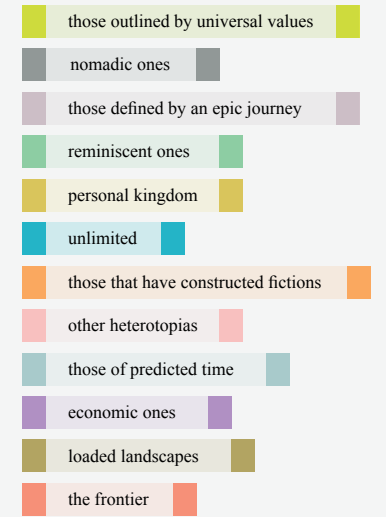 those outlined by universal values
nomadic ones
those defined by an epic journey
reminiscent ones
personal kingdom
unlimited
those that have constructed fictions
other heterotopias
those of predicted time
economic ones
loaded landscapes
the frontier